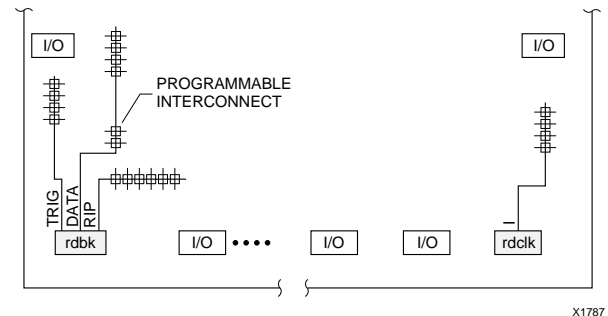 I/O
I/O
PROGRAMMABLE
INTERCONNECT
TRIG
DATA
RIP
I
rdbk
I/O
I/O
I/O
rdclk
X1787